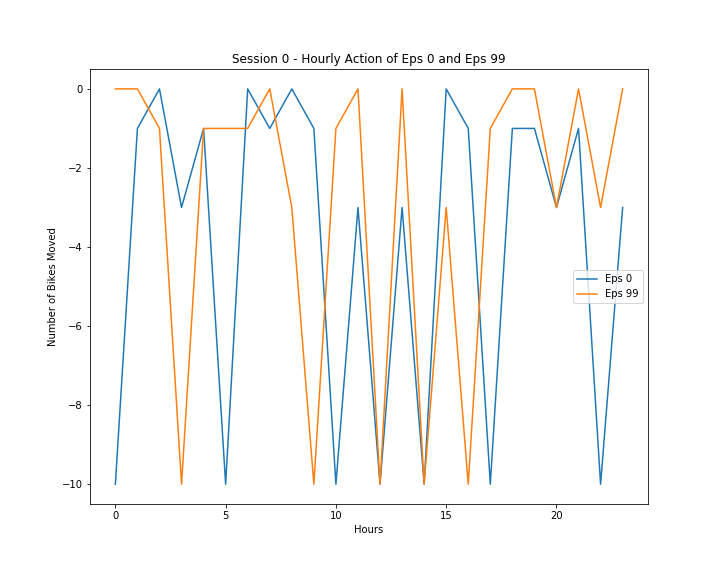 Session 0 - Hourly Action of Eps 0 and Eps 99
Number of Bikes Moved
0
−2
−4
−6
−8
−10
Eps 0
Eps 99
0 5 10 15 20
Hours